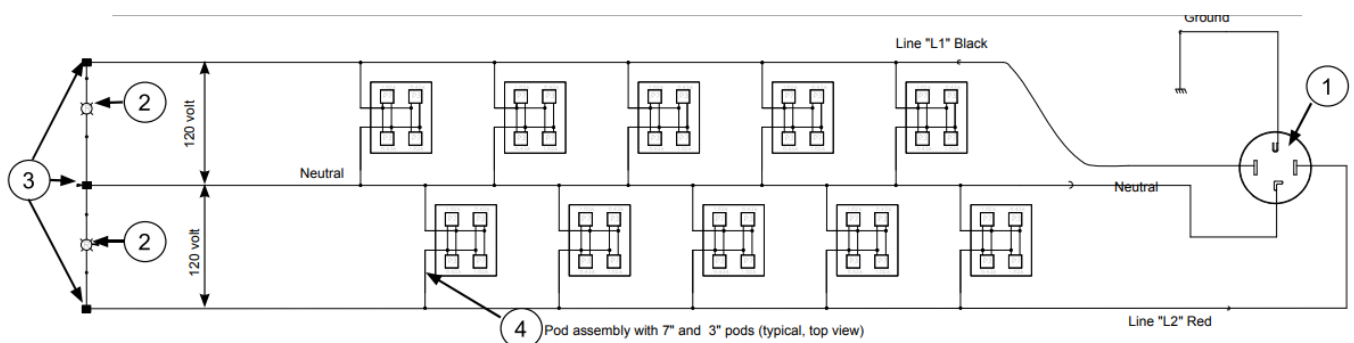 Ground
Line "L1" Black
1
2
120 volt
3
Neutral
Neutral
2
120 volt
4
Pod assembly with 7" and 3" pods (typical, top view)
Line "L2" Red